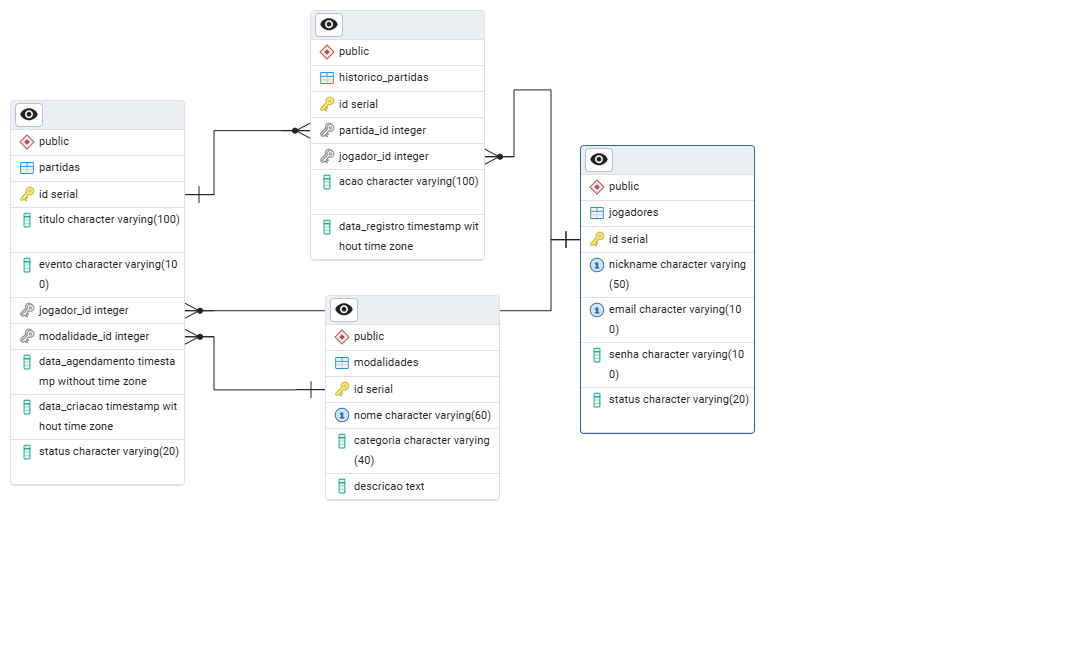 public
historico_partidas
id serial
partida_id integer
jogador_id integer
acao character varying(100)
data_registro timestamp wit
hout time zone
public
partidas
id serial
titulo character varying(100)
evento character varying(10
0)
jogador_id integer
modalidade_id integer
data_agendamento timesta
mp without time zone
data_criacao timestamp wit
hout time zone
status character varying(20)
public
modalidades
id serial
1 nome character varying(60)
categoria character varying
(40)
descricao text
public
jogadores
id serial
1 nickname character varying
(50)
1 email character varying(10
0)
senha character varying(10
0)
status character varying(20)